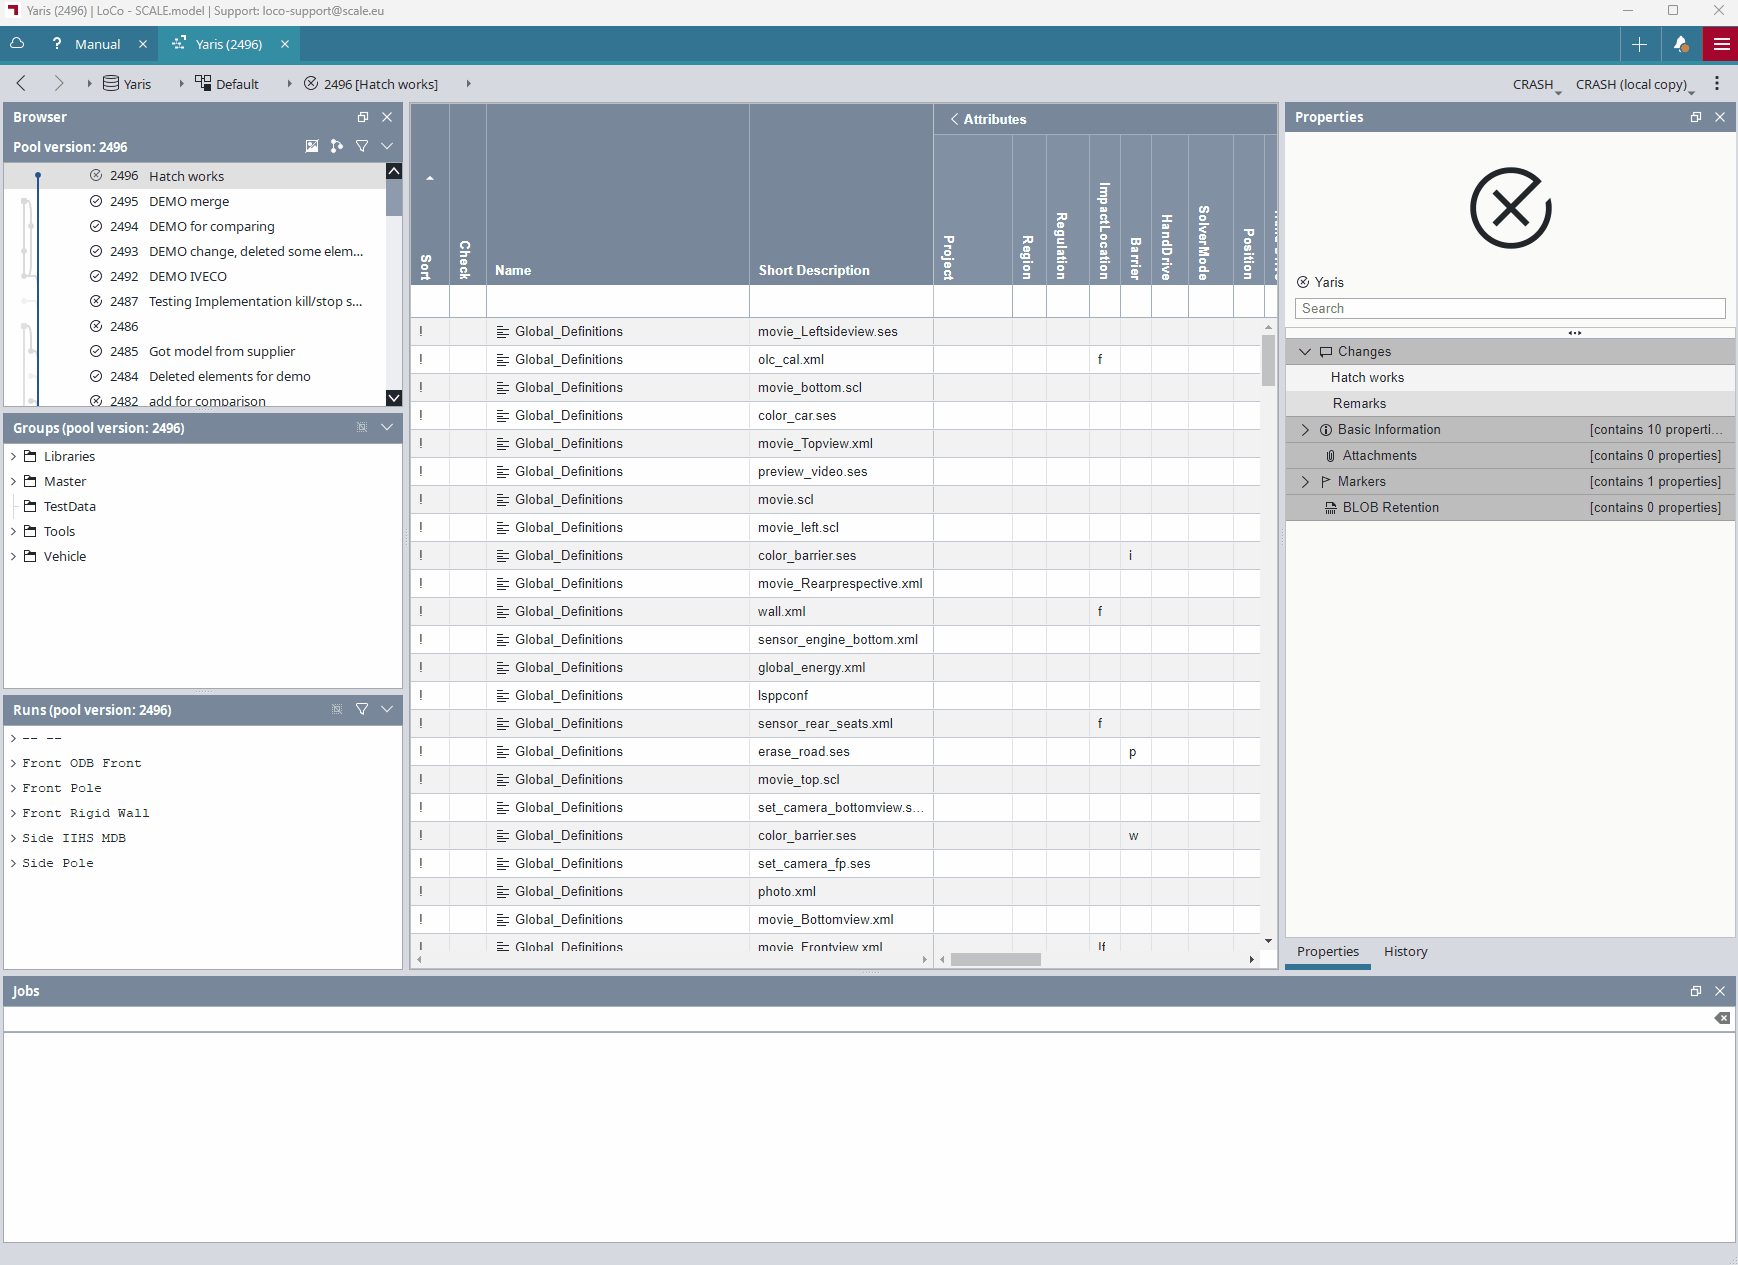 Yaris (2496) | LoCo - SCALE.model | Support: loco-support@scale.eu
? Manual
Yaris (2496)
Yaris
Default
2496 [Hatch works]
CRASH
CRASH (local copy)
Browser
Pool version: 2496
2496 Hatch works
2495 DEMO merge
2494 DEMO for comparing
2493 DEMO change, deleted some elem...
2492 DEMO IVECO
2487 Testing Implementation kill/stop s...
2486
2485 Got model from supplier
2484 Deleted elements for demo
2482 add for comparison
Groups (pool version: 2496)
Libraries
Master
TestData
Tools
Vehicle
Runs (pool version: 2496)
-- --
Front ODB Front
Front Pole
Front Rigid Wall
Side IIHS MDB
Side Pole
Attributes
Sort
Check
Name
Short Description
Project
Region
Regulation
ImpactLocation
Barrier
HandDrive
SolverMode
Position
! Global_Definitions movie_Leftsideview.ses
! Global_Definitions olc_cal.xml f
! Global_Definitions movie_bottom.scl
! Global_Definitions color_car.ses
! Global_Definitions movie_Topview.xml
! Global_Definitions preview_video.ses
! Global_Definitions movie.scl
! Global_Definitions movie_left.scl
! Global_Definitions color_barrier.ses i
! Global_Definitions movie_Rearprespective.xml
! Global_Definitions wall.xml f
! Global_Definitions sensor_engine_bottom.xml
! Global_Definitions global_energy.xml
! Global_Definitions lsppconf
! Global_Definitions sensor_rear_seats.xml f
! Global_Definitions erase_road.ses p
! Global_Definitions movie_top.scl
! Global_Definitions set_camera_bottomview.s...
! Global_Definitions color_barrier.ses w
! Global_Definitions set_camera_fp.ses
! Global_Definitions photo.xml
! Global_Definitions movie_Bottomview.xml
! Global_Definitions movie_Frontview.xml lf
Properties
Yaris
Search
Changes
Hatch works
Remarks
Basic Information [contains 10 properti...
Attachments [contains 0 properties]
Markers [contains 1 properties]
BLOB Retention [contains 0 properties]
Properties
History
Jobs